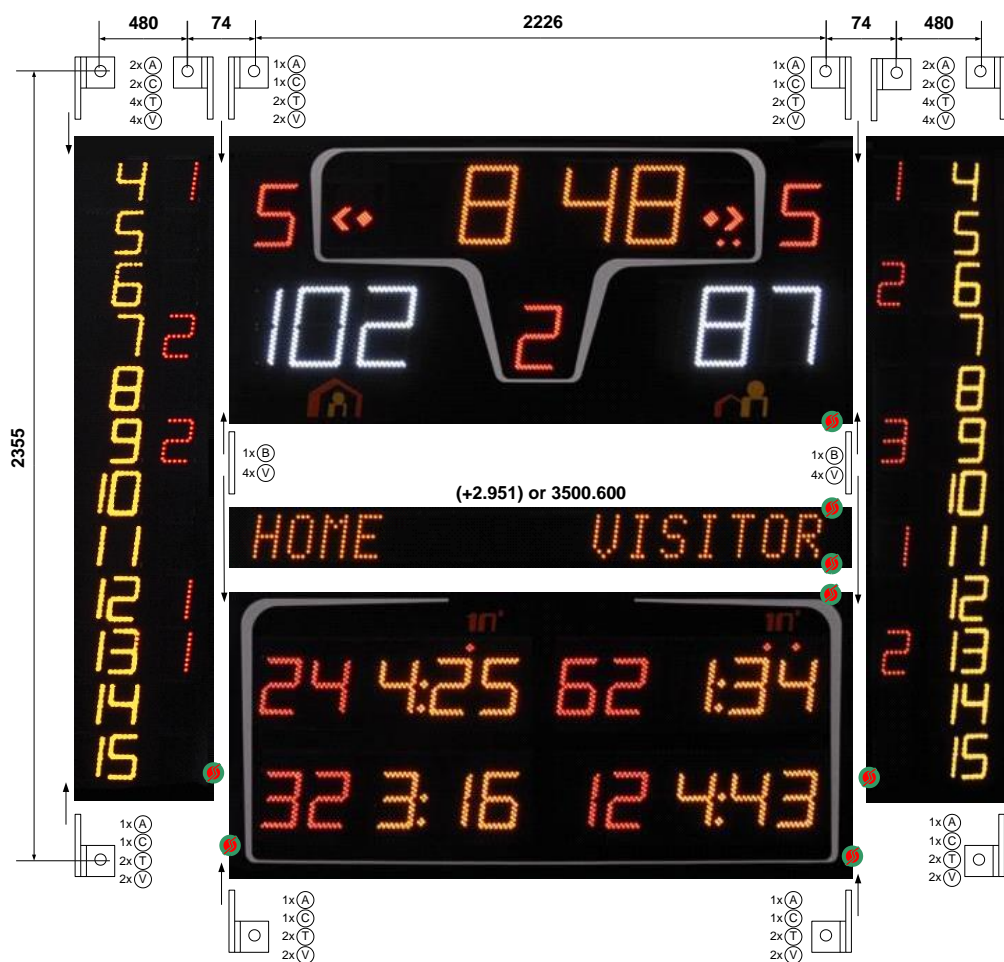 480 74 2226 74 480
2x A 1x A 1x A 2x A
2x C 1x C 1x C 2x C
4x T 2x T 2x T 4x T
4x V 2x V 2x V 4x V
2355
4 1
5
6
7 2
8
9 2
10
11
12 1
13 1
14
15
5 8 48 5
102 2 87
1 4
5
2 6
7
8
3 9
10
1 11
12
2 13
14
15
1x B 1x B
4x V 4x V
(+2.951) or 3500.600
HOME VISITOR
24 4:25 62 1:34
32 3:16 12 4:43
1x A 1x A
1x C 1x C
2x T 2x T
2x V 2x V
1x A 1x A
1x C 1x C
2x T 2x T
2x V 2x V